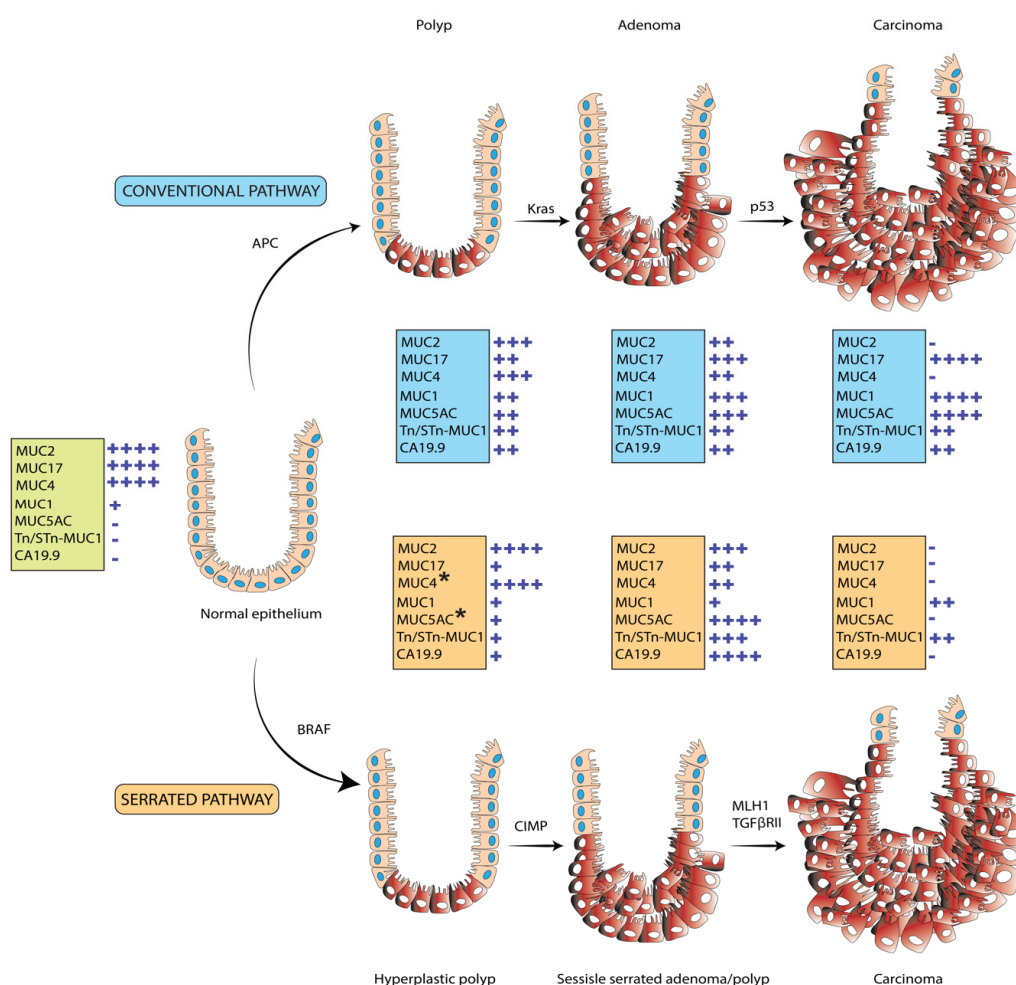 Polyp
Adenoma
Carcinoma
CONVENTIONAL PATHWAY
APC
Kras
p53
MUC2 +++
MUC17 ++
MUC4 +++
MUC1 ++
MUC5AC ++
Tn/STn-MUC1 ++
CA19.9 ++
MUC2 ++
MUC17 +++
MUC4 ++
MUC1 +++
MUC5AC +++
Tn/STn-MUC1 ++
CA19.9 ++
MUC2 -
MUC17 ++++
MUC4 -
MUC1 ++++
MUC5AC ++++
Tn/STn-MUC1 ++
CA19.9 ++
MUC2 ++++
MUC17 ++++
MUC4 ++++
MUC1 +
MUC5AC -
Tn/STn-MUC1 -
CA19.9 -
Normal epithelium
MUC2 ++++
MUC17 +
MUC4* ++++
MUC1 +
MUC5AC* +
Tn/STn-MUC1 +
CA19.9 +
MUC2 +++
MUC17 ++
MUC4 ++
MUC1 +
MUC5AC ++++
Tn/STn-MUC1 +++
CA19.9 ++++
MUC2 -
MUC17 -
MUC4 -
MUC1 ++
MUC5AC -
Tn/STn-MUC1 ++
CA19.9 -
BRAF
SERRATED PATHWAY
CIMP
MLH1
TGFβRII
Hyperplastic polyp
Sessisle serrated adenoma/polyp
Carcinoma